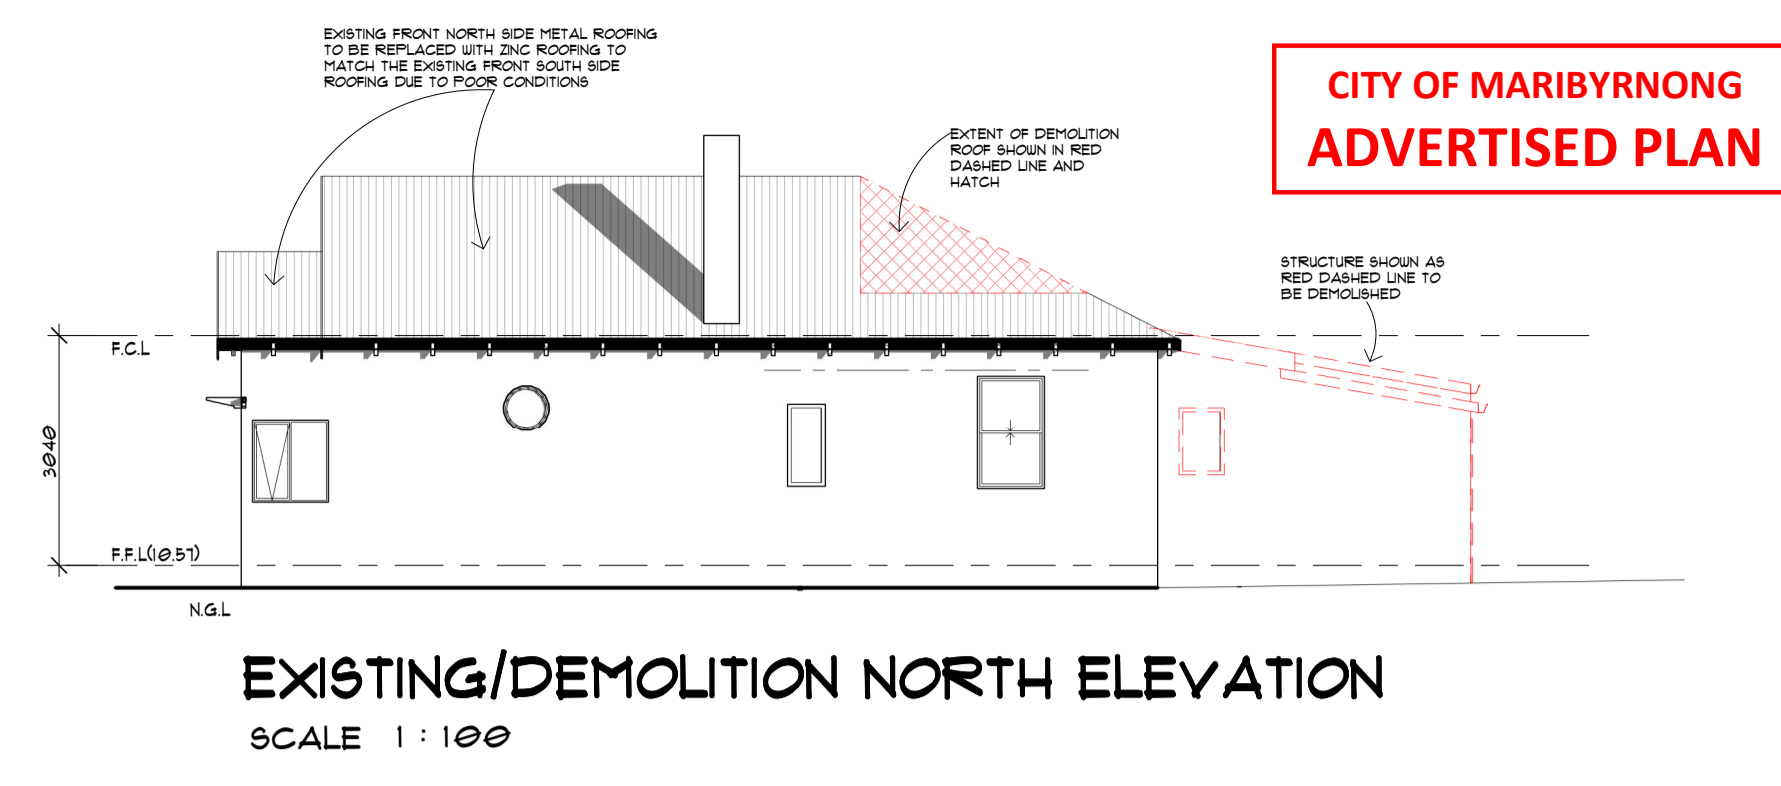 EXISTING FRONT NORTH SIDE METAL ROOFING
TO BE REPLACED WITH ZINC ROOFING TO
MATCH THE EXISTING FRONT SOUTH SIDE
ROOFING DUE TO POOR CONDITIONS
CITY OF MARIBYRNONG
ADVERTISED PLAN
EXTENT OF DEMOLITION
ROOF SHOWN IN RED
DASHED LINE AND
HATCH
STRUCTURE SHOWN AS
RED DASHED LINE TO
BE DEMOLISHED
F.C.L
3040
F.F.L(10.57)
N.G.L
EXISTING/DEMOLITION NORTH ELEVATION
SCALE 1 : 100